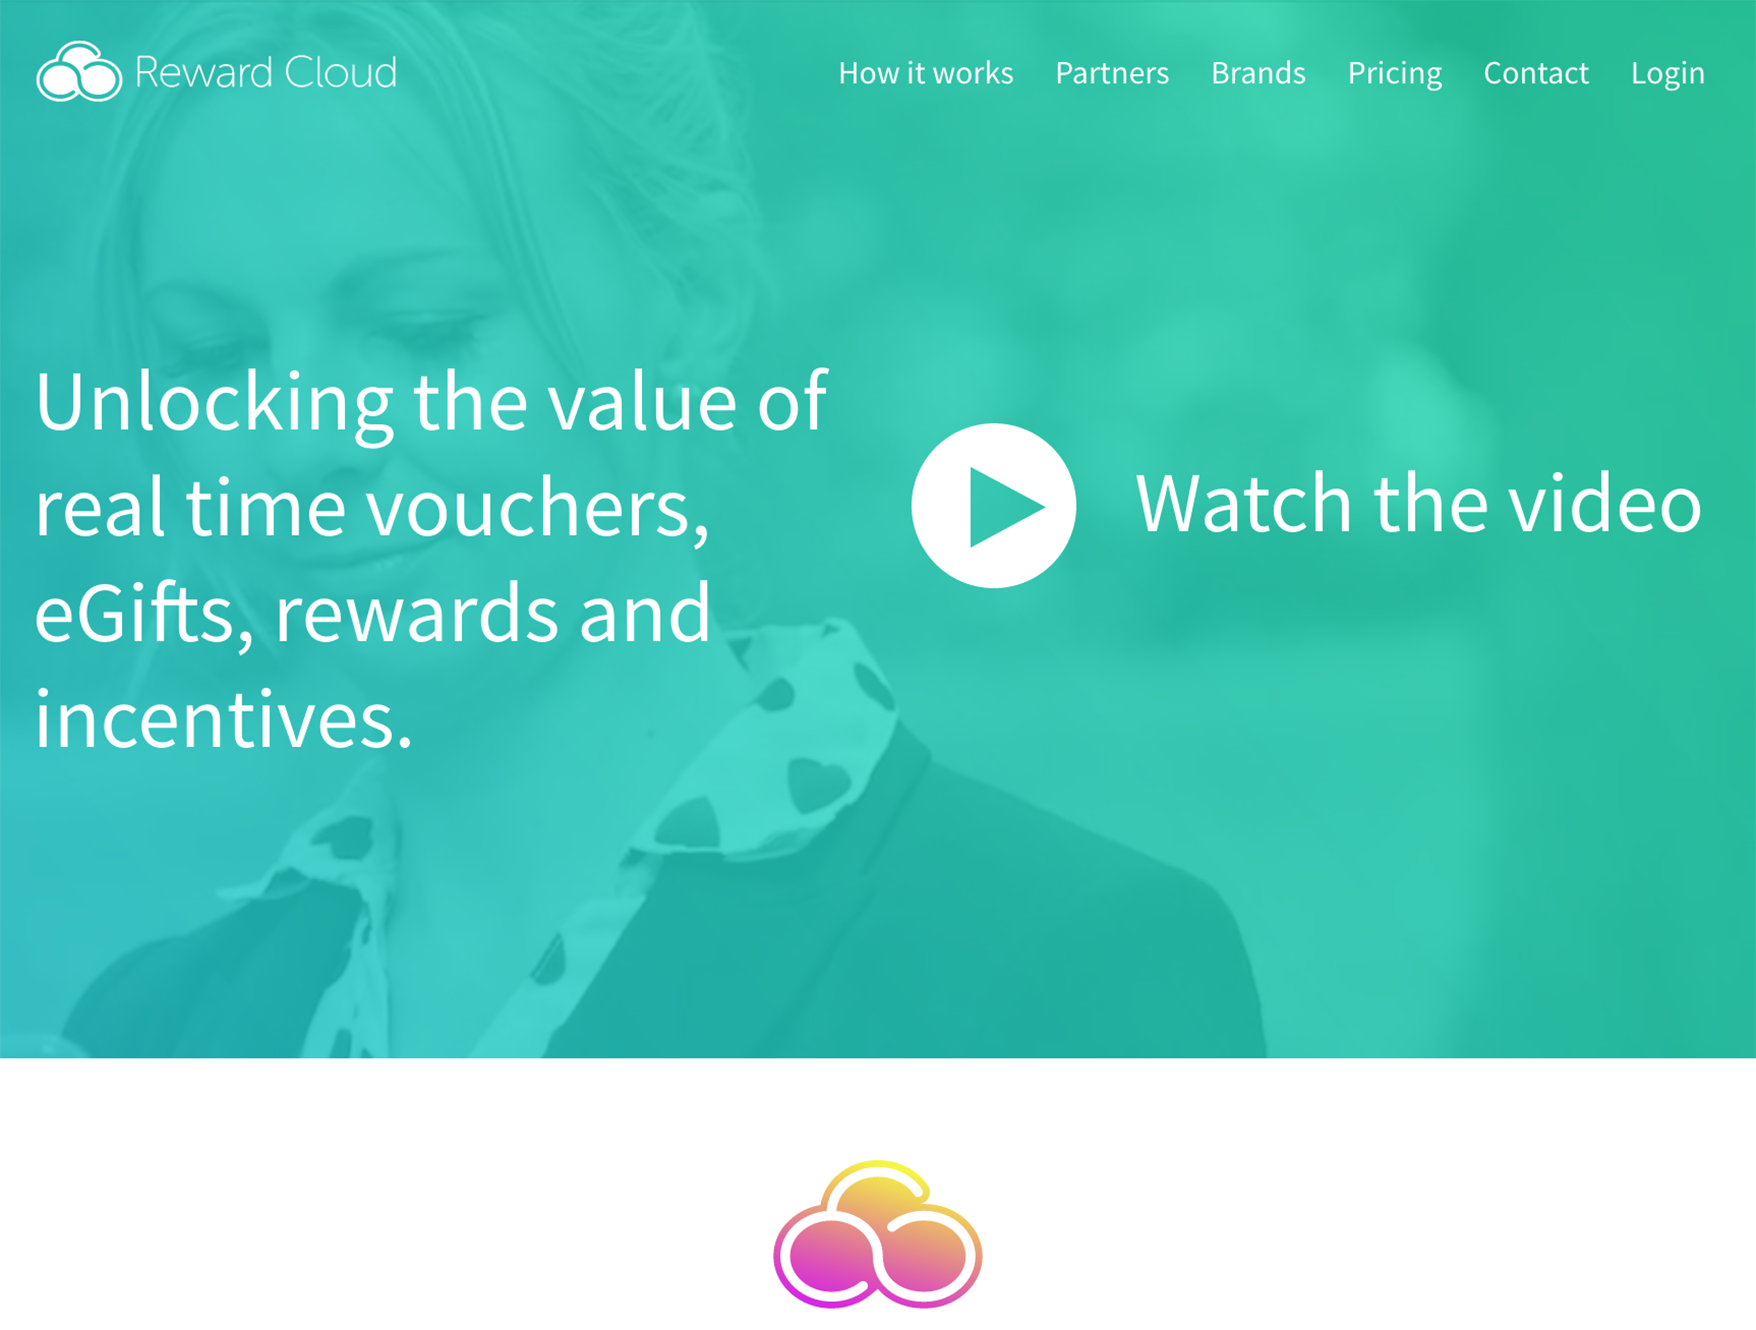 Reward Cloud
How it works Partners Brands Pricing Contact Login
Unlocking the value of
real time vouchers,
eGifts, rewards and
incentives.
Watch the video